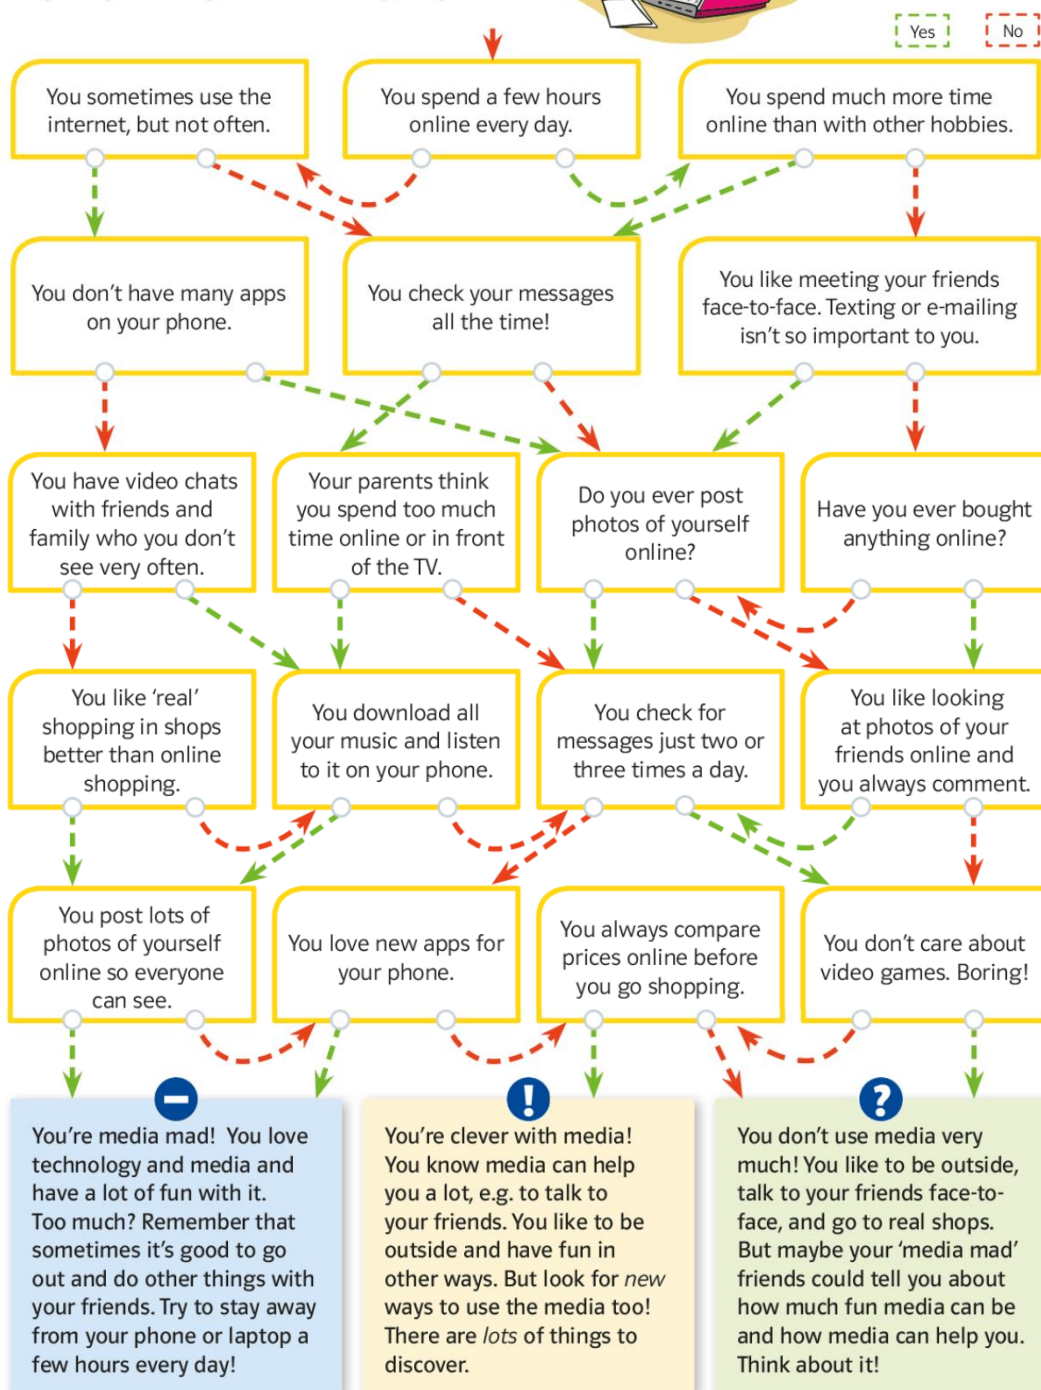 Yes
No
You sometimes use the
internet, but not often.
You spend a few hours
online every day.
You spend much more time
online than with other hobbies.
You don't have many apps
on your phone.
You check your messages
all the time!
You like meeting your friends
face-to-face. Texting or e-mailing
isn't so important to you.
You have video chats
with friends and
family who you don't
see very often.
Your parents think
you spend too much
time online or in front
of the TV.
Do you ever post
photos of yourself
online?
Have you ever bought
anything online?
You like ‘real’
shopping in shops
better than online
shopping.
You download all
your music and listen
to it on your phone.
You check for
messages just two or
three times a day.
You like looking
at photos of your
friends online and
you always comment.
You post lots of
photos of yourself
online so everyone
can see.
You love new apps for
your phone.
You always compare
prices online before
you go shopping.
You don't care about
video games. Boring!
You're media mad! You love
technology and media and
have a lot of fun with it.
Too much? Remember that
sometimes it's good to go
out and do other things with
your friends. Try to stay away
from your phone or laptop a
few hours every day!
!
You're clever with media!
You know media can help
you a lot, e.g. to talk to
your friends. You like to be
outside and have fun in
other ways. But look for new
ways to use the media too!
There are lots of things to
discover.
?
You don't use media very
much! You like to be outside,
talk to your friends face-to-
face, and go to real shops.
But maybe your ‘media mad’
friends could tell you about
how much fun media can be
and how media can help you.
Think about it!